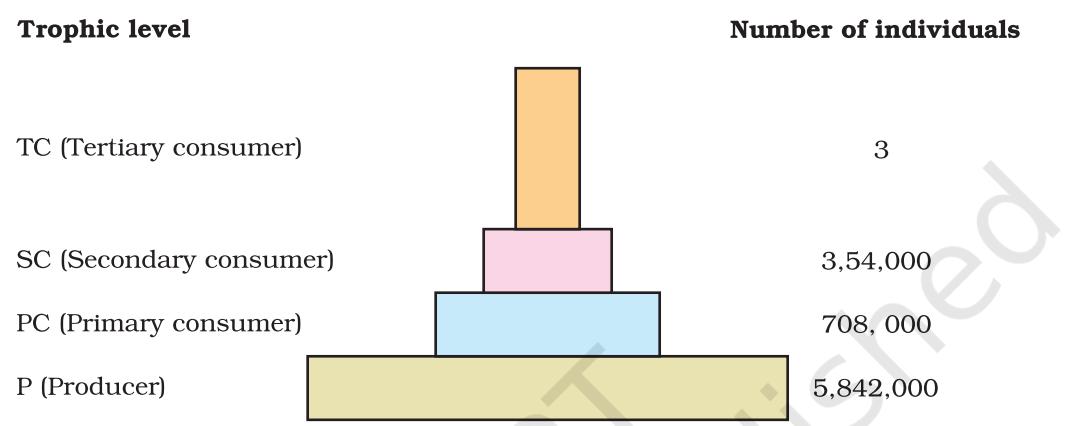 Trophic level Number of individuals
TC (Tertiary consumer) 3
SC (Secondary consumer) 3,54,000
PC (Primary consumer) 708, 000
P (Producer) 5,842,000